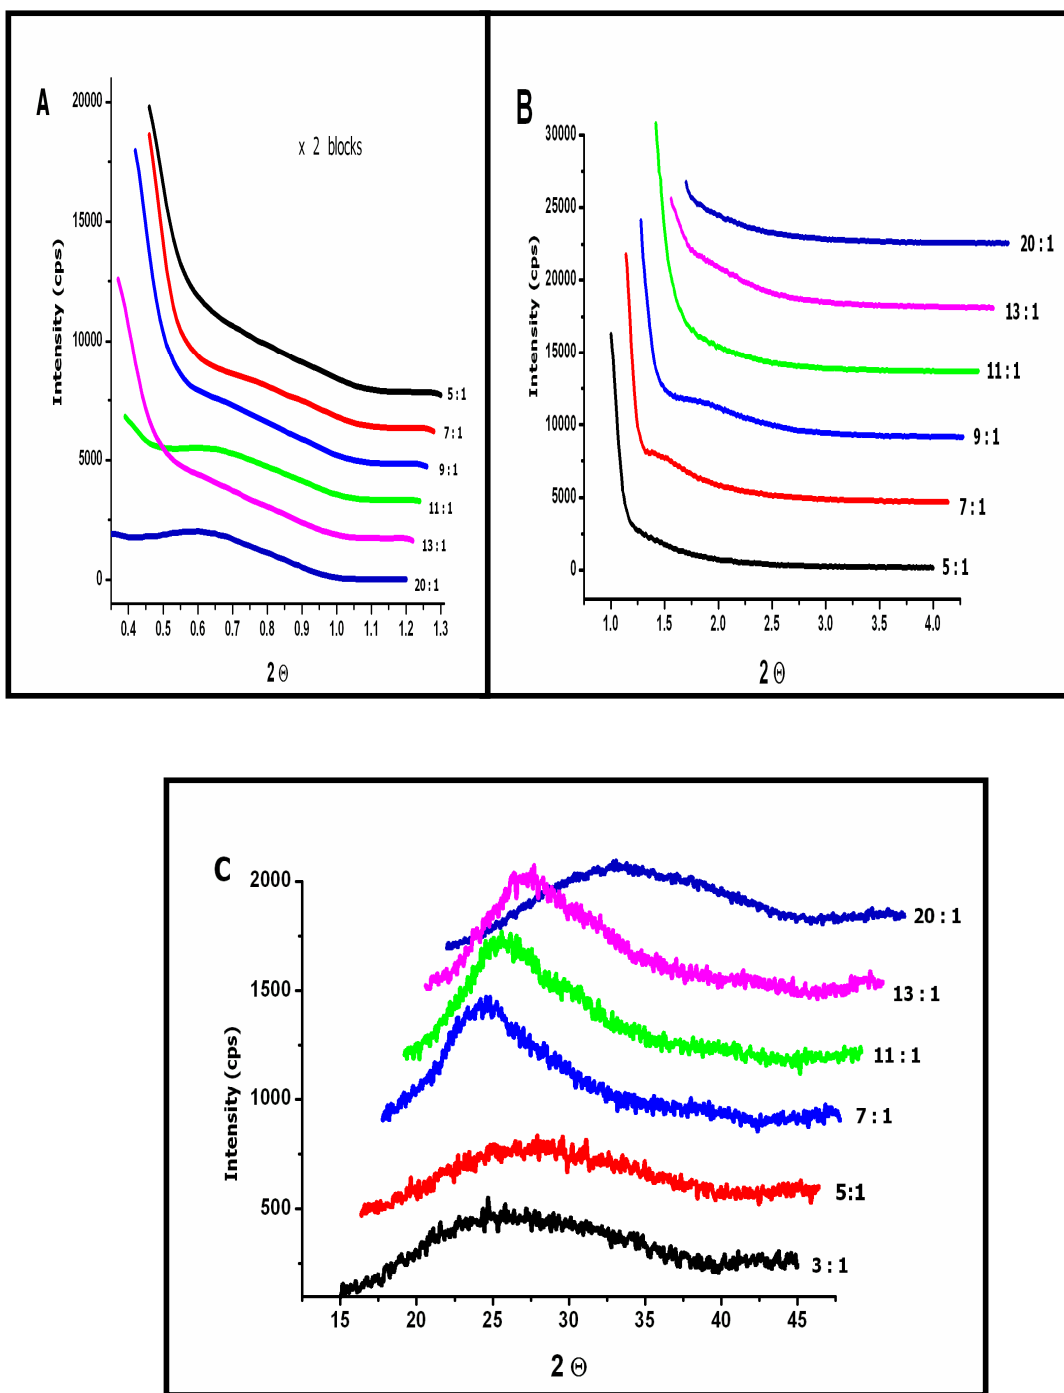 A
x 2 blocks
Intensity (cps)
20000
15000
10000
5000
0
5 : 1
7 : 1
9 : 1
11 : 1
13 : 1
20 : 1
0.4 0.5 0.6 0.7 0.8 0.9 1.0 1.1 1.2 1.3
2 Θ
B
Intensity (cps)
30000
25000
20000
15000
10000
5000
0
20 : 1
13 : 1
11 : 1
9 : 1
7 : 1
5 : 1
1.0 1.5 2.0 2.5 3.0 3.5 4.0
2 Θ
C
Intensity (cps)
2000
1500
1000
500
20 : 1
13 : 1
11 : 1
7 : 1
5:1
3 : 1
15 20 25 30 35 40 45
2 Θ